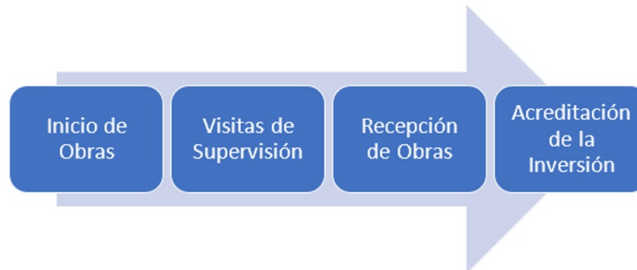 Inicio de
Obras
Visitas de
Supervisión
Recepción
de Obras
Acreditación
de la
Inversión